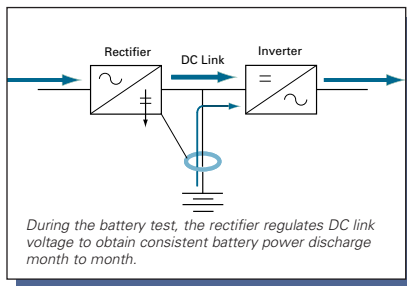 Rectifier
DC Link
Inverter
During the battery test, the rectifier regulates DC link
voltage to obtain consistent battery power discharge
month to month.